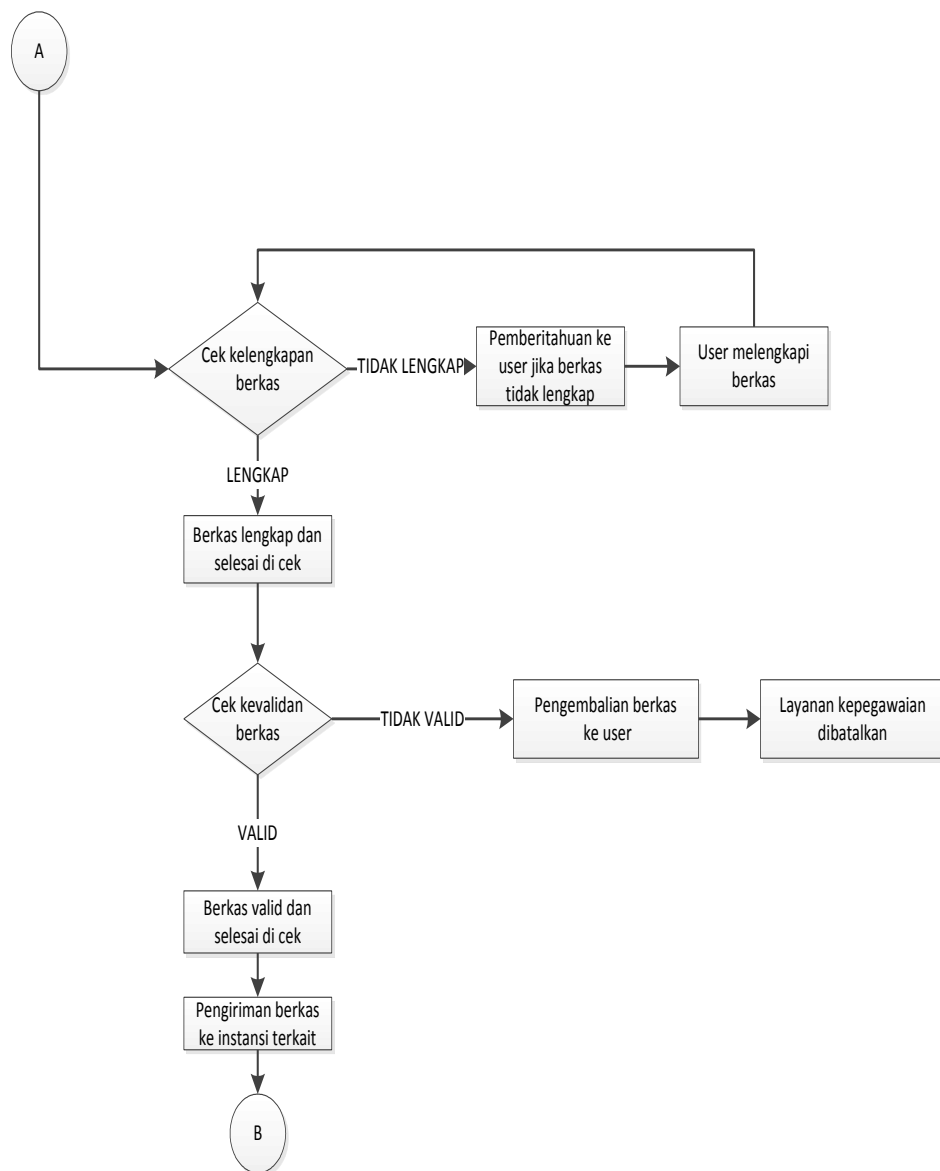 A
Cek kelengkapan
berkas
TIDAK LENGKAP
Pemberitahuan ke
user jika berkas
tidak lengkap
User melengkapi
berkas
LENGKAP
Berkas lengkap dan
selesai di cek
Cek kevalidan
berkas
TIDAK VALID
Pengembalian berkas
ke user
Layanan kepegawaian
dibatalkan
VALID
Berkas valid dan
selesai di cek
Pengiriman berkas
ke instansi terkait
B